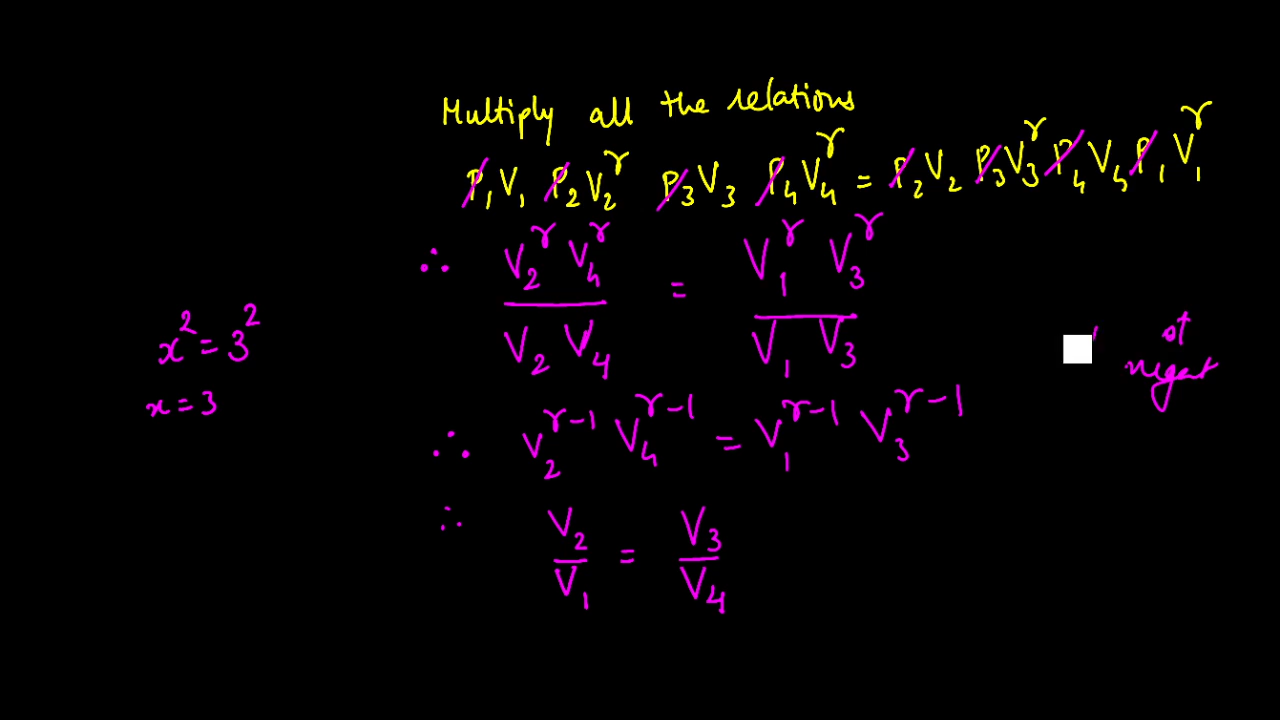 Multiply all the relations
P₁V₁ P₂V₂^γ P₃V₃ P₄V₄^γ = P₂V₂ P₃V₃^γ P₄V₄ P₁V₁^γ
∴ V₂^γ V₄^γ / V₂ V₄ = V₁^γ V₃^γ / V₁ V₃
x² = 3²
x = 3
∴ V₂^γ-1 V₄^γ-1 = V₁^γ-1 V₃^γ-1
∴ V₂/V₁ = V₃/V₄